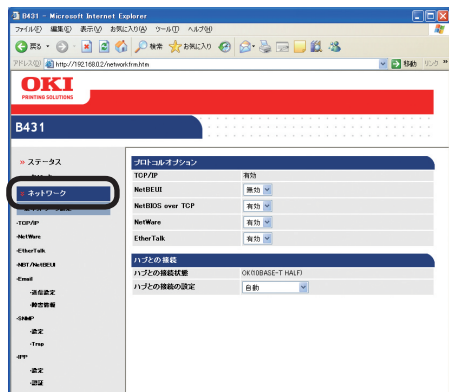 B431 - Microsoft Internet Explorer
ファイル(F) 編集(E) 表示(V) お気に入り(A) ツール(T) ヘルプ(H)
戻る 検索 お気に入り
アドレス(D) http://192.168.0.2/networkfrm.htm 移動 リンク »
OKI
PRINTING SOLUTIONS
B431
» ステータス
» ネットワーク
-TCP/IP
-NetWare
-EtherTalk
-NBT/NetBEUI
-Email
-送信設定
-障害情報
-SNMP
-設定
-Trap
-IPP
-設定
-認証
プロトコルオプション
TCP/IP 有効
NetBEUI 無効
NetBIOS over TCP 有効
NetWare 有効
EtherTalk 有効
ハブとの接続
ハブとの接続状態 OK(10BASE-T HALF)
ハブとの接続の設定 自動